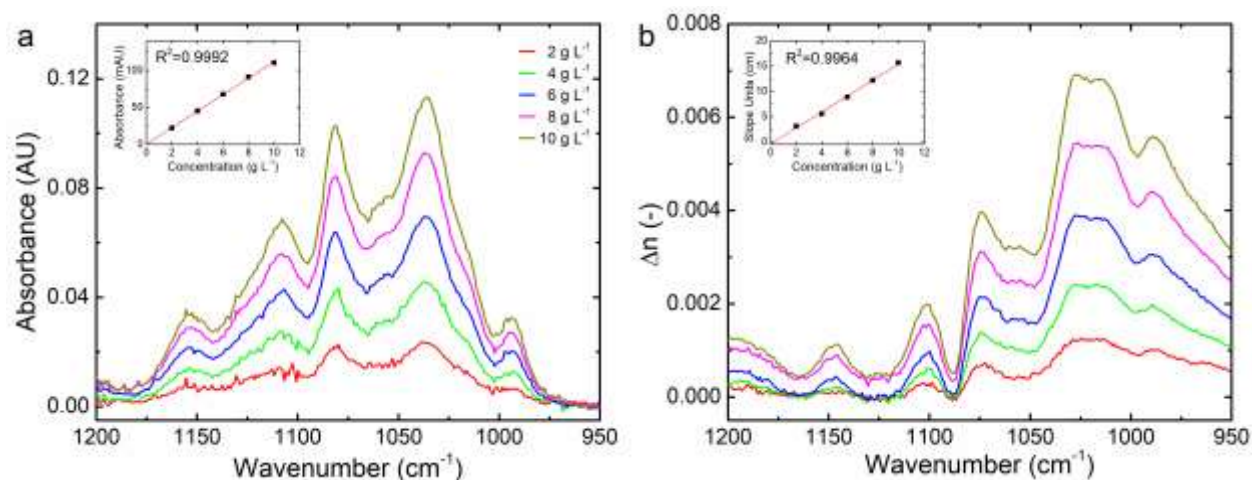 a
R²=0.9992
Absorbance (mAU)
100
50
0
0 2 4 6 8 10 12
Concentration (g L⁻¹)
2 g L⁻¹
4 g L⁻¹
6 g L⁻¹
8 g L⁻¹
10 g L⁻¹
Absorbance (AU)
0.12
0.08
0.04
0.00
1200 1150 1100 1050 1000 950
Wavenumber (cm⁻¹)
b
R²=0.9964
Slope Units (cm)
20
15
10
5
0
0 2 4 6 8 10 12
Concentration (g L⁻¹)
Δn (-)
0.008
0.006
0.004
0.002
0.000
1200 1150 1100 1050 1000 950
Wavenumber (cm⁻¹)